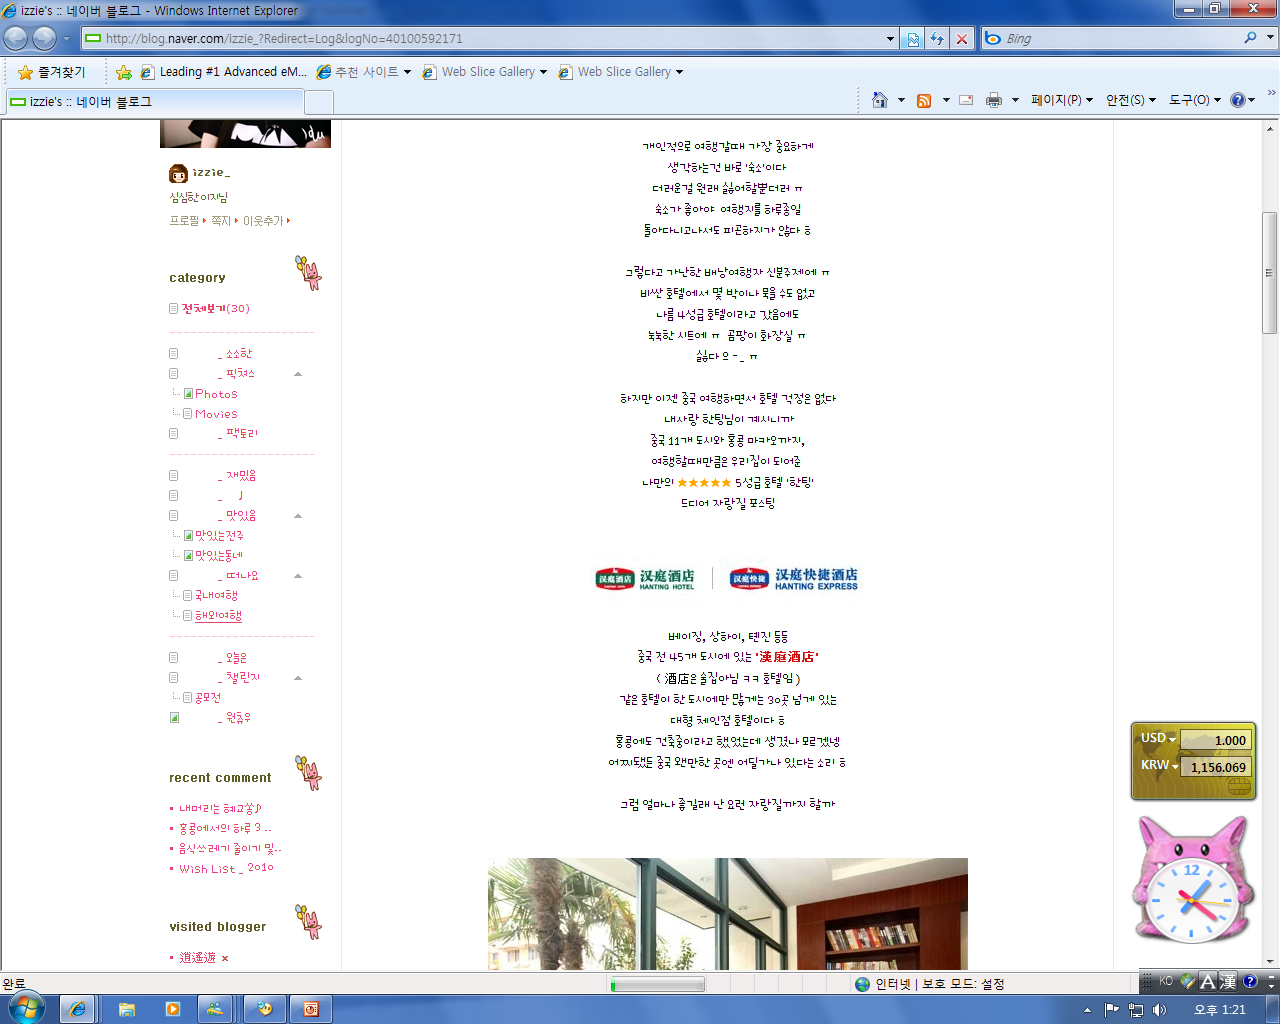 izzie's :: 네이버 블로그 - Windows Internet Explorer
http://blog.naver.com/izzie_?Redirect=Log&logNo=40100592171
Bing
즐겨찾기
Leading #1 Advanced eM...
추천 사이트
Web Slice Gallery
Web Slice Gallery
izzie's :: 네이버 블로그
페이지(P)
안전(S)
도구(O)
izzie_
심심한이지님
프로필 쪽지 이웃추가
category
전체보기(30)
_ 소소한
_ 픽쳐스
Photos
Movies
_ 팩토리
_ 재밌음
_ ♪
_ 맛있음
맛있는전주
맛있는동네
_ 떠나요
국내여행
해외여행
_ 오늘은
_ 챌린지
공모전
_ 윈츄우
recent comment
내머리는 혜교쏭♪
홍콩에서의 하루 3 ..
음식쓰레기 줄이기 및..
Wish List _ 2010
visited blogger
逍遙遊 ×
개인적으로 여행갈때 가장 중요하게
생각하는건 바로 '숙소'이다
더러운걸 원래 싫어할뿐더러 ㅠ
숙소가 좋아야 여행지를 하루종일
돌아다니고나서도 피곤하지가 않다 ㅎ
그렇다고 가난한 배낭여행자 신분주제에 ㅠ
비싼 호텔에서 몇 박이나 묵을 수도 없고
나름 4성급 호텔이라고 갔음에도
눅눅한 시트에 ㅠ 곰팡이 화장실 ㅠ
싫다 으 -_ ㅠ
하지만 이젠 중국 여행하면서 호텔 걱정은 없다
내사랑 한팅님이 계시니까
중국 11개 도시와 홍콩 마카오까지,
여행할때만큼은 우리집이 되어준
나만의 ★★★★★ 5성급 호텔 '한팅'
드디어 자랑질 포스팅
汉庭酒店 汉庭酒店 HANTING HOTEL
汉庭快捷 汉庭快捷酒店 HANTING EXPRESS
베이징, 상하이, 텐진 등등
중국 전 45개 도시에 있는 '漢庭酒店'
( 酒店은 술집아님 ㅋㅋ 호텔임 )
같은 호텔이 한 도시에만 많게는 30곳 넘게 있는
대형 체인점 호텔이다 ㅎ
홍콩에도 건축중이라고 했었는데 생겼나 모르겠넹
어찌됐든 중국 왠만한 곳엔 어딜가나 있다는 소리 ㅎ
그럼 얼마나 좋길래 난 요런 자랑질까지 할까
USD 1.000
KRW 1,156.069
12
완료
인터넷 | 보호 모드: 설정
KO
A 漢
오후 1:21